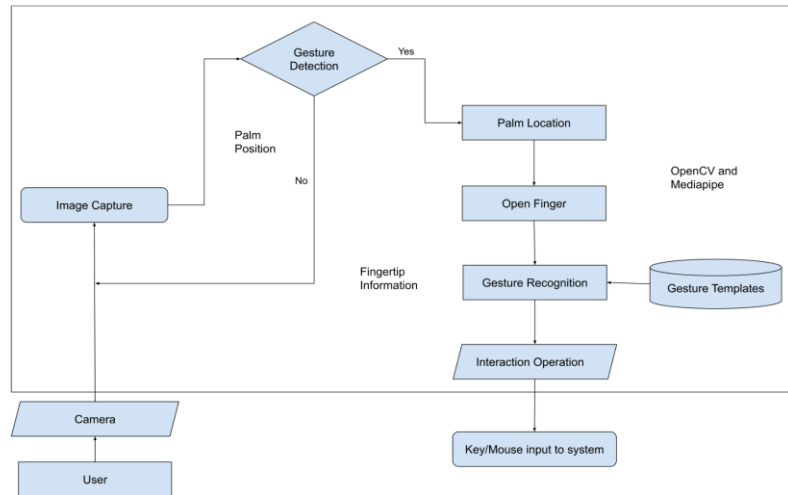 Gesture
Detection
Yes
Palm Location
Palm
Position
OpenCV and
Mediapipe
No
Image Capture
Open Finger
Fingertip
Information
Gesture Recognition
Gesture Templates
Interaction Operation
Camera
Key/Mouse input to system
User